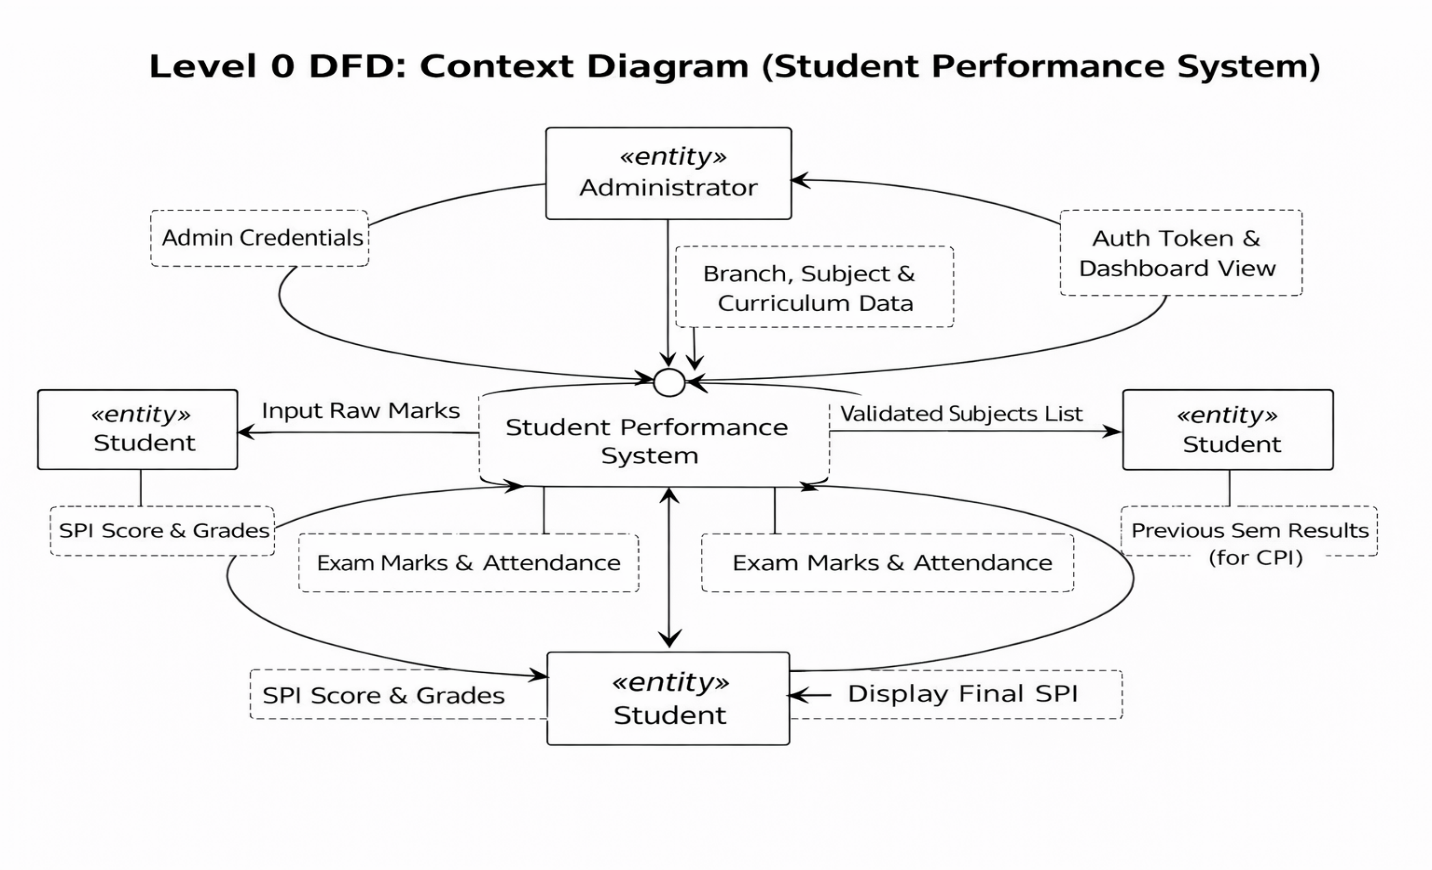 Level 0 DFD: Context Diagram (Student Performance System)
«entity»
Administrator
Admin Credentials
Auth Token &
Dashboard View
Branch, Subject &
Curriculum Data
«entity»
Student
Input Raw Marks
Student Performance
System
Validated Subjects List
«entity»
Student
SPI Score & Grades
Exam Marks & Attendance
Exam Marks & Attendance
Previous Sem Results
(for CPI)
SPI Score & Grades
«entity»
Student
Display Final SPI